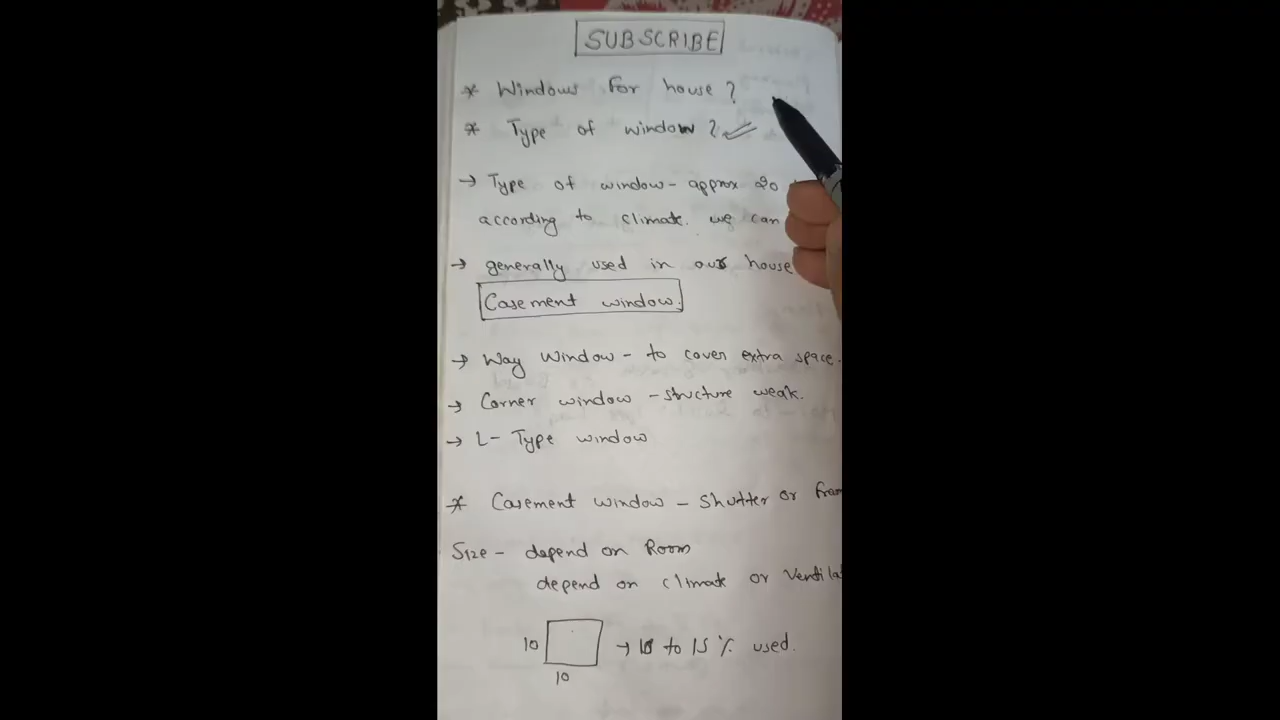 SUBSCRIBE
* Windows for house ?
* Type of window ?
→ Type of window - approx 20
according to climate. we can
→ generally used in our house
Casement window.
→ Way window - to cover extra space.
→ Corner window - structure weak.
→ L- Type window
* Casement window - shutter or fram
Size - depend on Room
depend on climate or Ventila
10 → 10 to 15 % used.
10